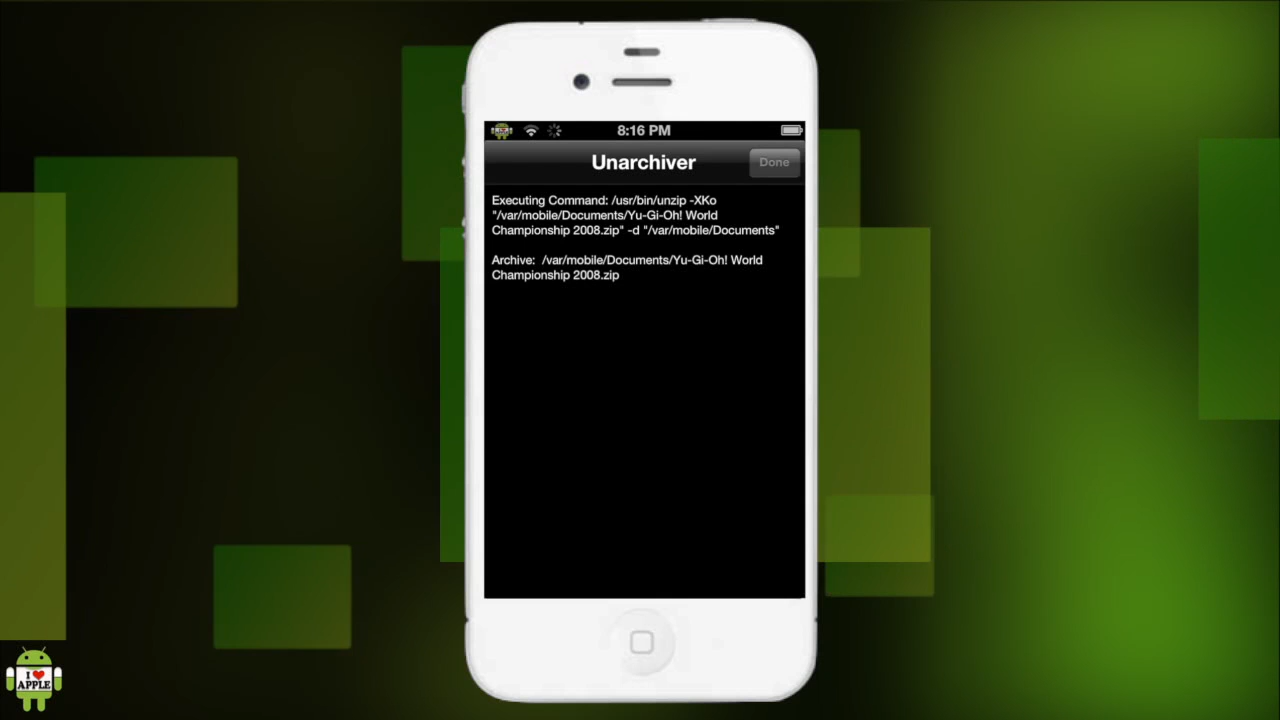 8:16 PM
Unarchiver
Done
Executing Command: /usr/bin/unzip -XKo
"/var/mobile/Documents/Yu-Gi-Oh! World
Championship 2008.zip" -d "/var/mobile/Documents"
Archive:  /var/mobile/Documents/Yu-Gi-Oh! World
Championship 2008.zip
I
APPLE